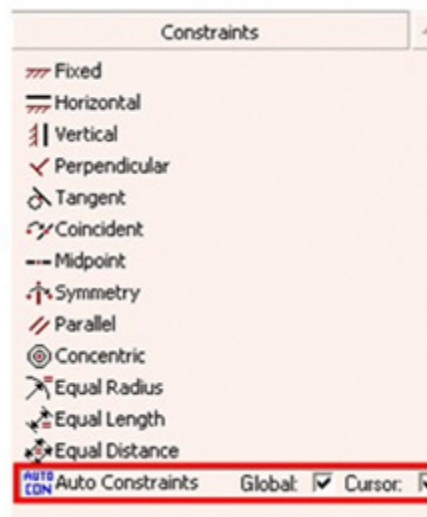 Constraints
Fixed
Horizontal
Vertical
Perpendicular
Tangent
Coincident
Midpoint
Symmetry
Parallel
Concentric
Equal Radius
Equal Length
Equal Distance
AUTO CON Auto Constraints Global: Cursor: